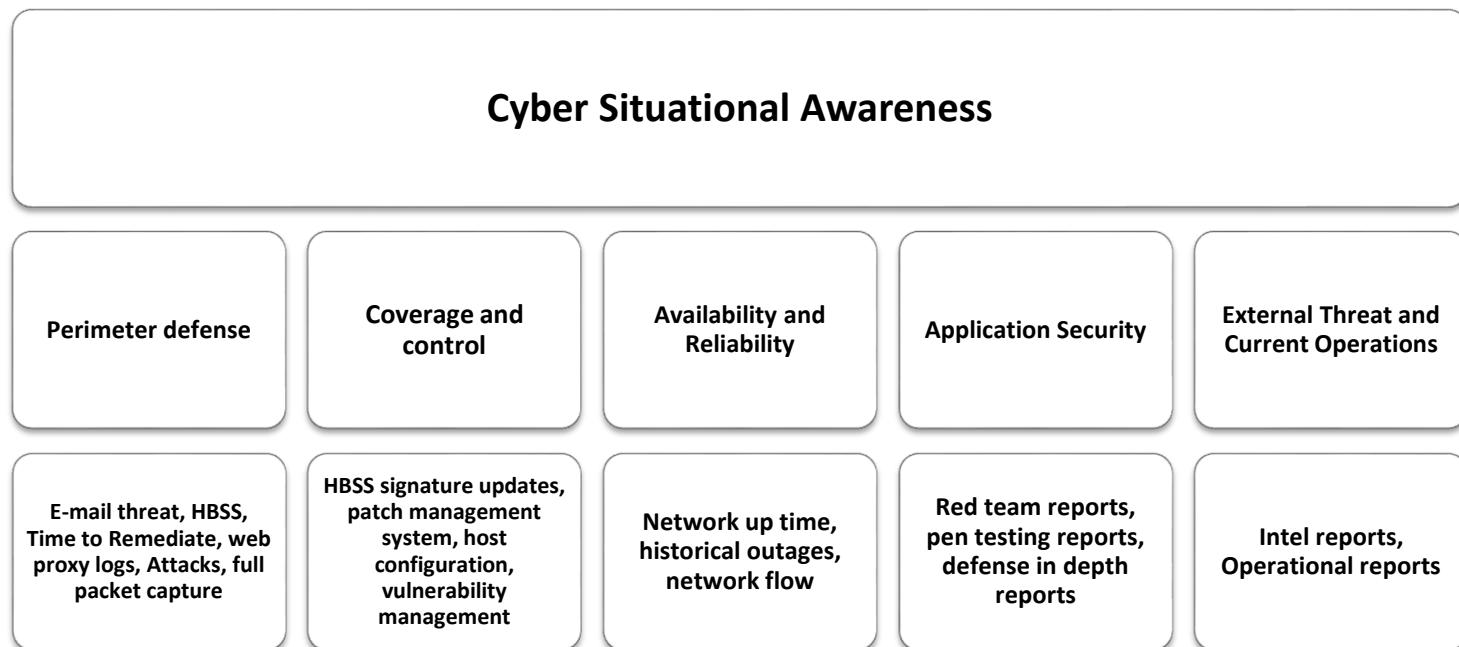 Cyber Situational Awareness
Perimeter defense
Coverage and
control
Availability and
Reliability
Application Security
External Threat and
Current Operations
E-mail threat, HBSS,
Time to Remediate, web
proxy logs, Attacks, full
packet capture
HBSS signature updates,
patch management
system, host
configuration,
vulnerability
management
Network up time,
historical outages,
network flow
Red team reports,
pen testing reports,
defense in depth
reports
Intel reports,
Operational reports